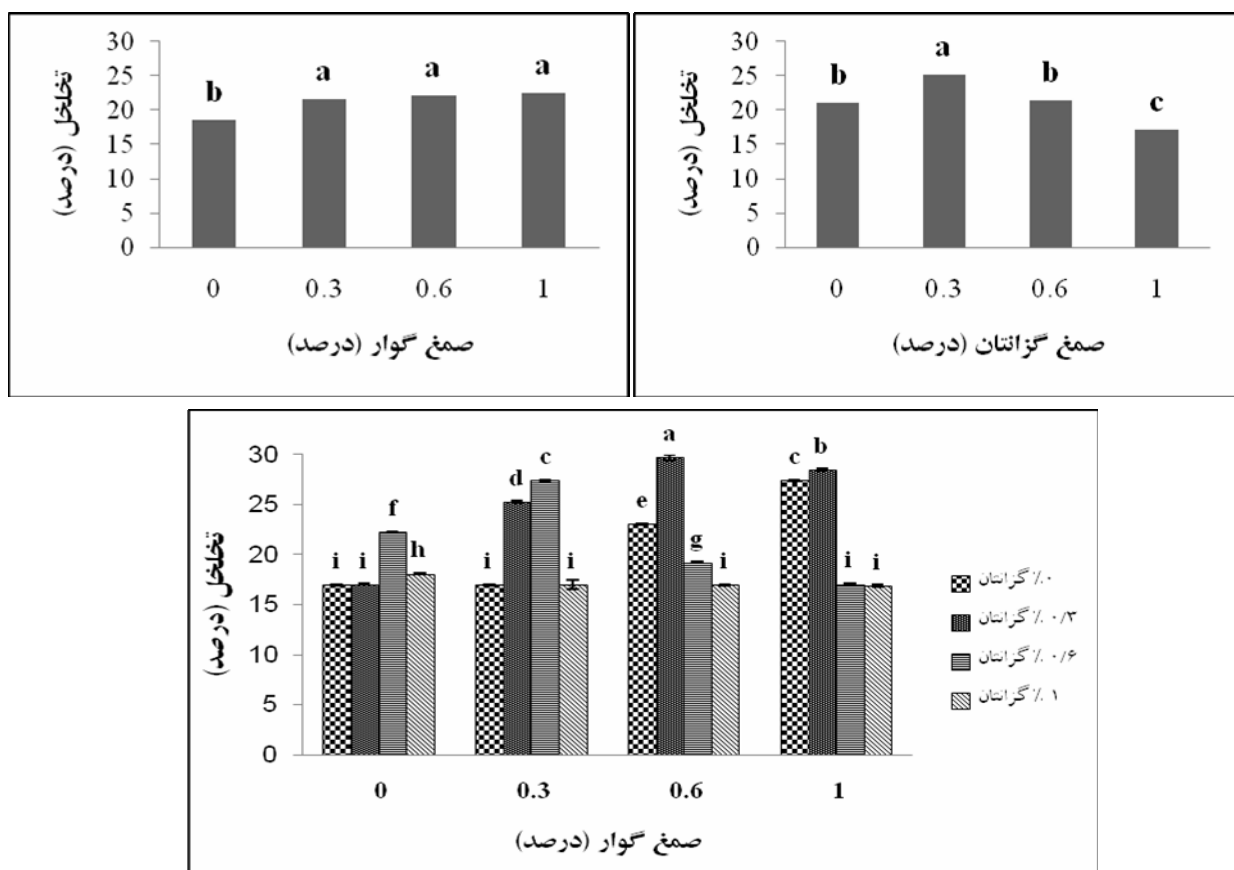 تخلخل (درصد)
30
25
20
15
10
5
0
b
a
a
a
0 0.3 0.6 1
صمغ گوار (درصد)
تخلخل (درصد)
30
25
20
15
10
5
0
b
a
b
c
0 0.3 0.6 1
صمغ گزانتان (درصد)
تخلخل (درصد)
30
25
20
15
10
5
0
i i f h
i d c i
e a g i
c b i i
0 0.3 0.6 1
صمغ گوار (درصد)
۰٪ گزانتان
۰/۳ ٪ گزانتان
۰/۶ ٪ گزانتان
۱ ٪ گزانتان